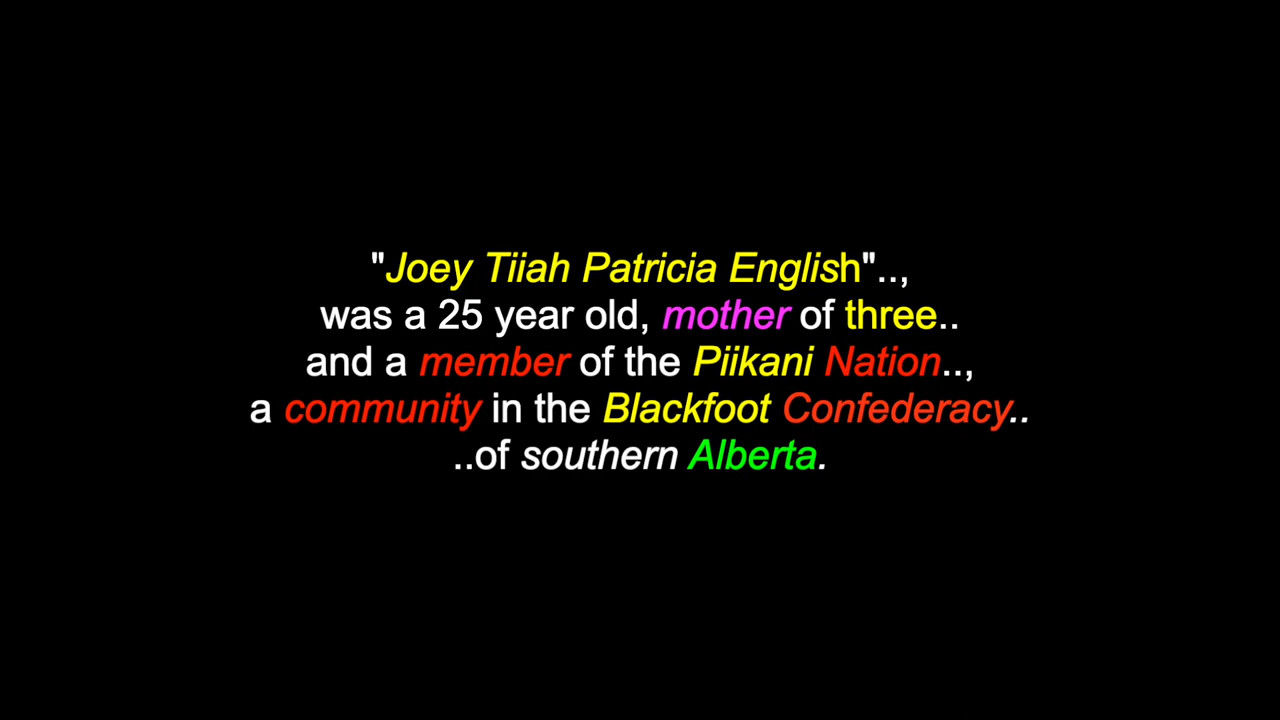 "Joey Tiiah Patricia English"..,
was a 25 year old, mother of three..
and a member of the Piikani Nation..,
a community in the Blackfoot Confederacy..
..of southern Alberta.